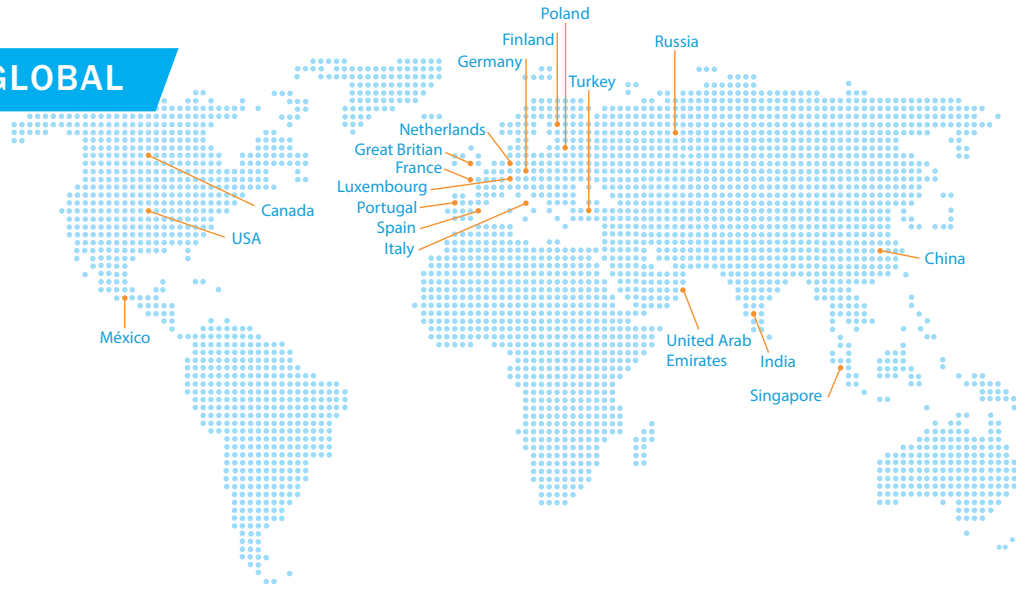 GLOBAL
Poland
Finland
Russia
Germany
Turkey
Netherlands
Great Britian
France
Luxembourg
Portugal
Spain
Italy
Canada
USA
China
México
United Arab
Emirates
India
Singapore